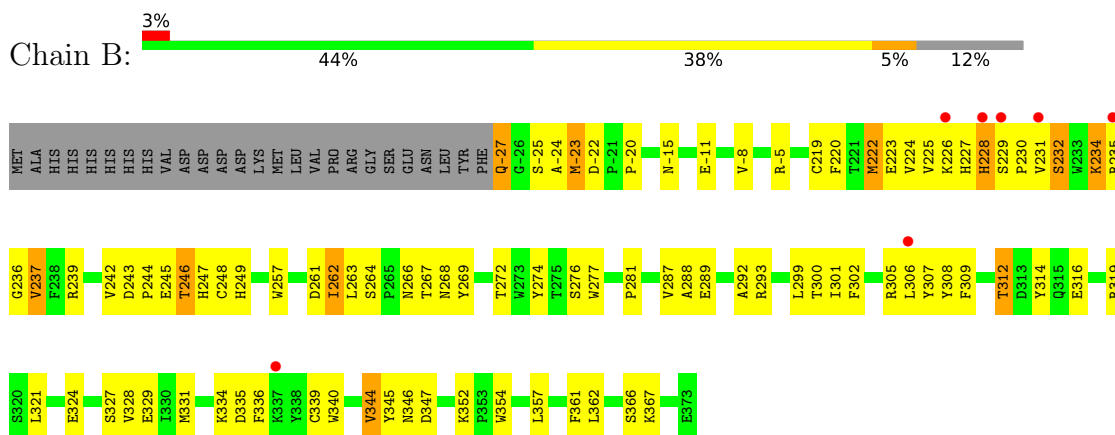 3%
Chain B:
44% 38% 5% 12%
MET ALA HIS HIS HIS HIS HIS HIS VAL ASP ASP ASP ASP LYS MET LEU VAL PRO ARG GLY SER GLU ASN LEU TYR PHE Q-27 G-26 S-25 A-24 M-23 D-22 P-21 P-20 N-15 E-11 V-8 R-5 C219 F220 T221 M222 E223 V224 V225 K226 H227 H228 S229 P230 V231 S232 W233 K234
G236 V237 F238 R239 V242 D243 P244 E245 T246 H247 C248 H249 W257 D261 I262 L263 S264 P265 N266 T267 N268 Y269 T272 W273 Y274 T275 S276 W277 P281 V287 A288 E289 A292 R293 L299 T300 I301 F302 R305 L306 Y307 Y308 F309 T312 D313 Y314 Q315 E316
S320 L321 E324 S327 V328 E329 I330 M331 K334 D335 F336 K337 Y338 C339 W340 V344 Y345 N346 D347 K352 F353 W354 L357 F361 L362 S366 K367 E373